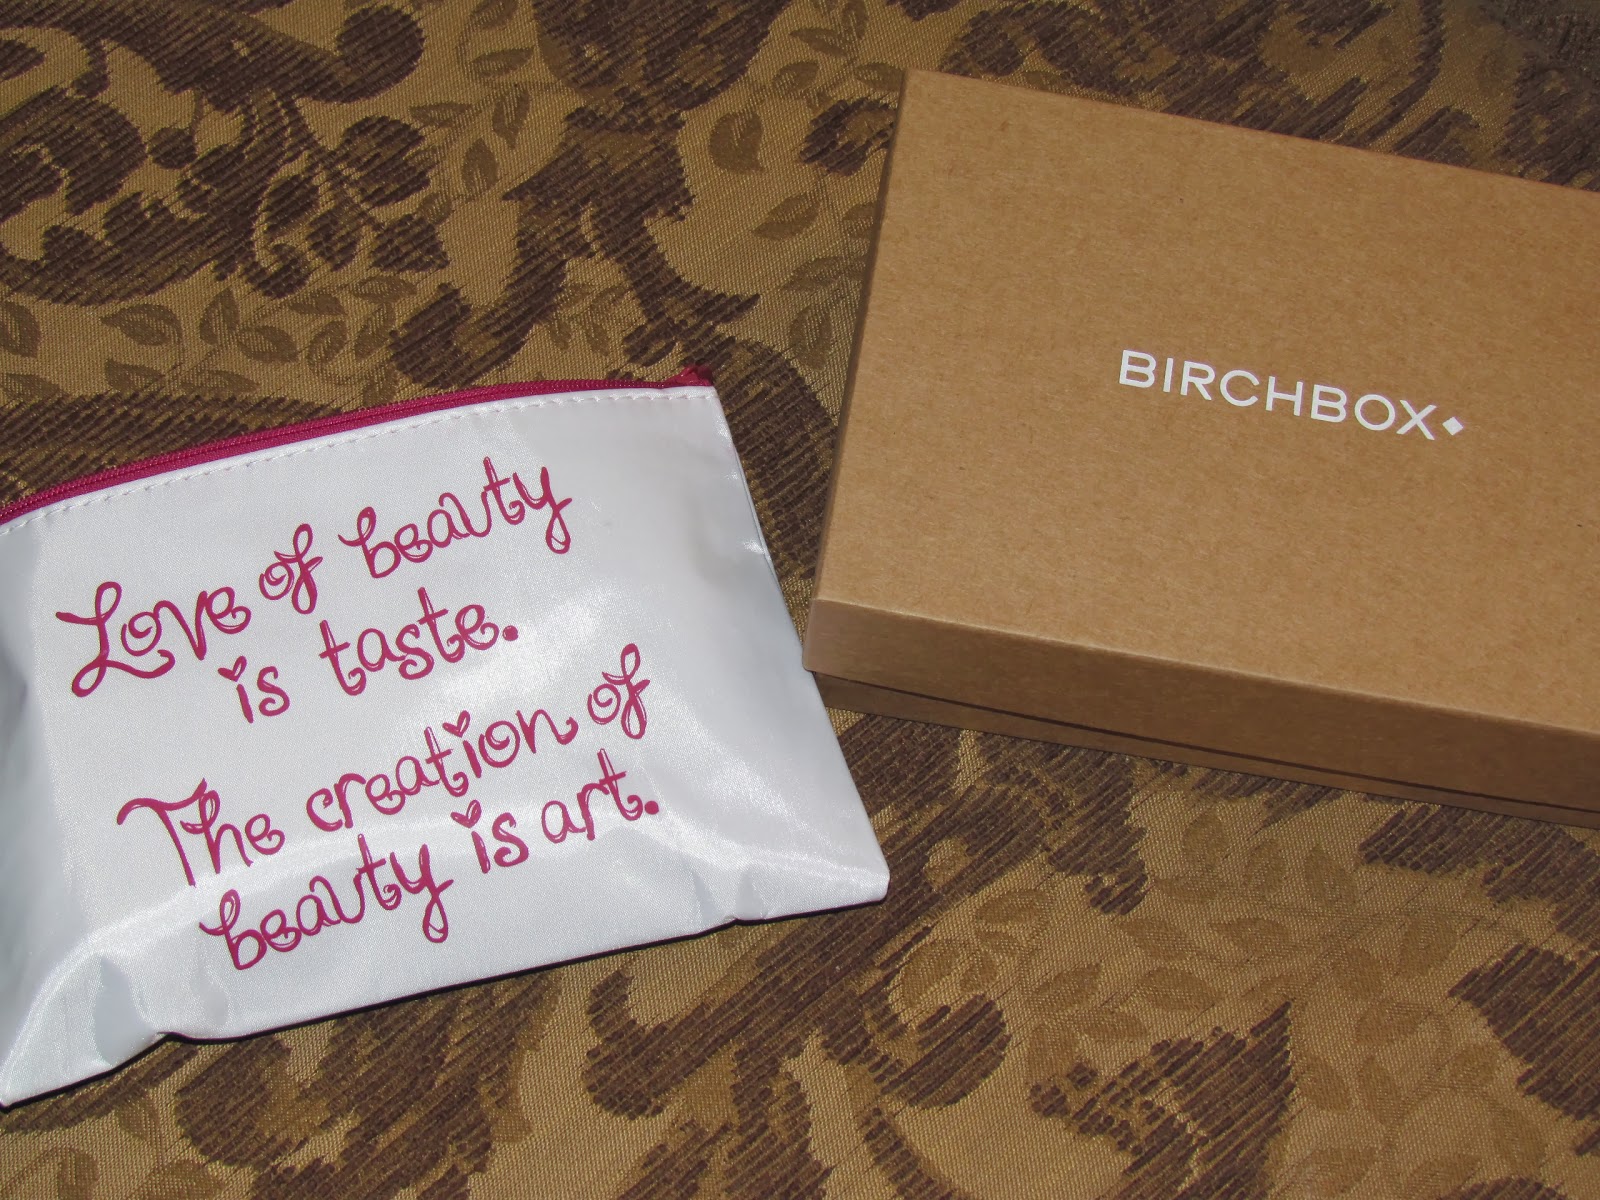 Love of beauty
is taste.
The creation of
beauty is art.
BIRCHBOX